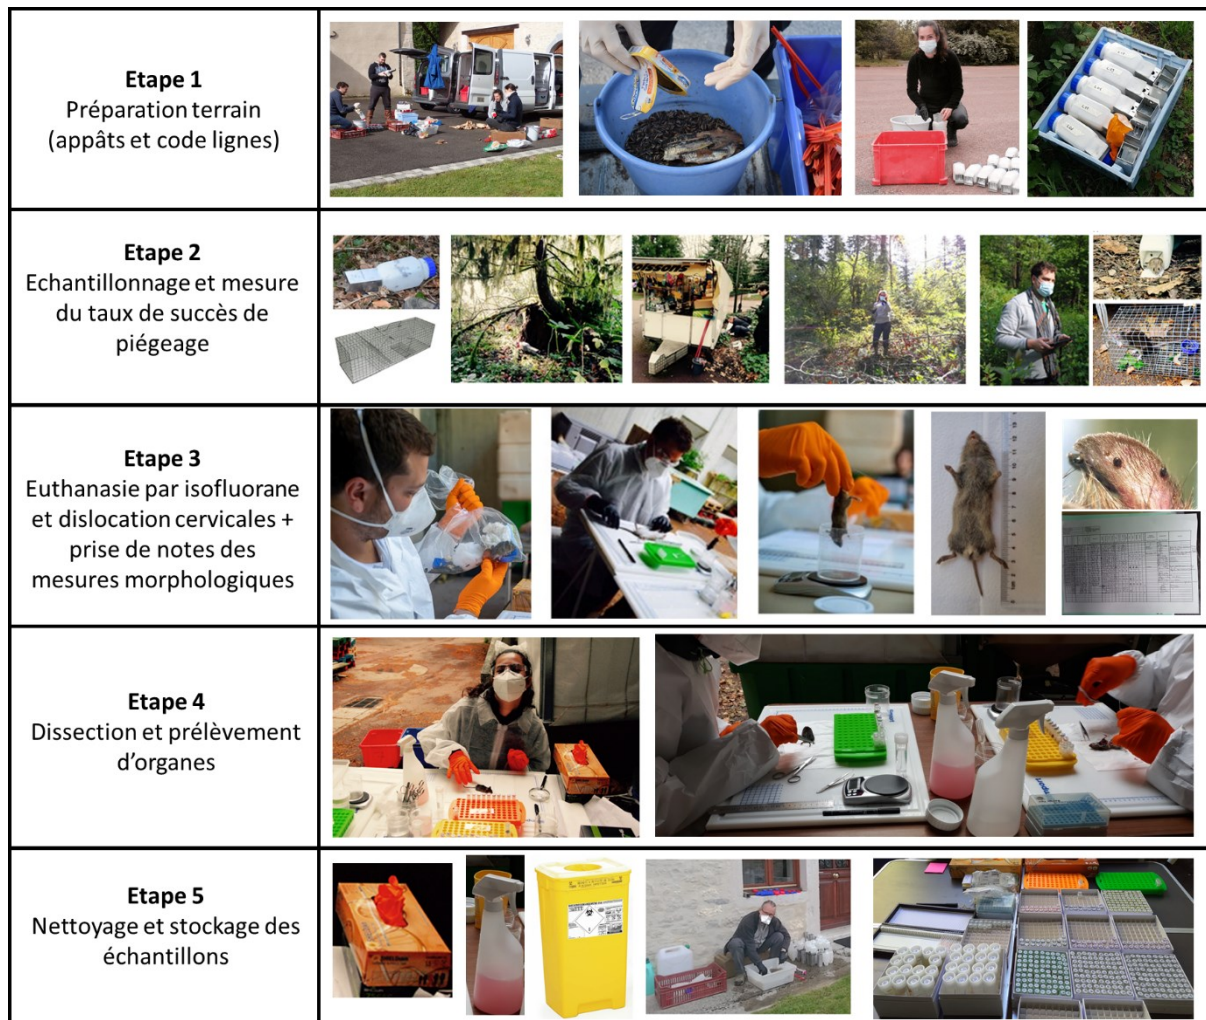 Etape 1
Préparation terrain
(appâts et code lignes)
Etape 2
Echantillonnage et mesure
du taux de succès de
piégeage
oissons
Etape 3
Euthanasie par isofluorane
et dislocation cervicales +
prise de notes des
mesures morphologiques
Etape 4
Dissection et prélèvement
d’organes
Etape 5
Nettoyage et stockage des
échantillons